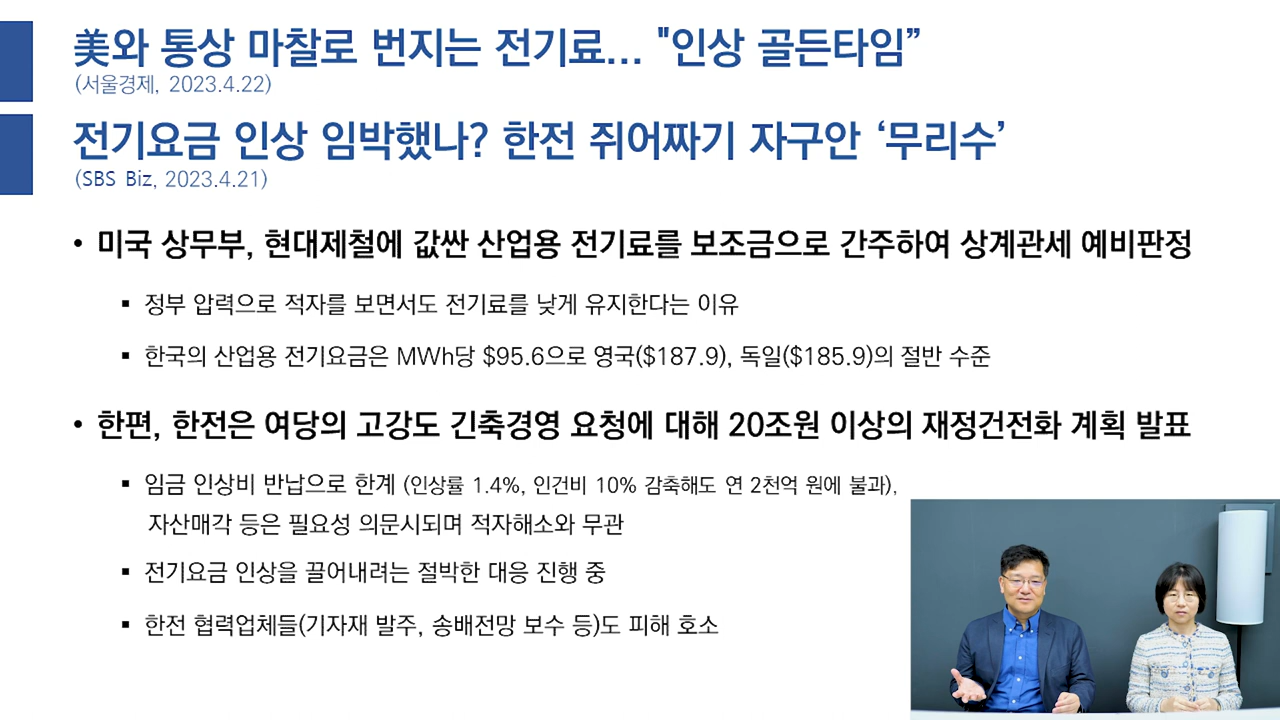 美와 통상 마찰로 번지는 전기료... "인상 골든타임”
(서울경제, 2023.4.22)
전기요금 인상 임박했나? 한전 쥐어짜기 자구안 ‘무리수’
(SBS Biz, 2023.4.21)
• 미국 상무부, 현대제철에 값싼 산업용 전기료를 보조금으로 간주하여 상계관세 예비판정
▪ 정부 압력으로 적자를 보면서도 전기료를 낮게 유지한다는 이유
▪ 한국의 산업용 전기요금은 MWh당 $95.6으로 영국($187.9), 독일($185.9)의 절반 수준
• 한편, 한전은 여당의 고강도 긴축경영 요청에 대해 20조원 이상의 재정건전화 계획 발표
▪ 임금 인상비 반납으로 한계 (인상률 1.4%, 인건비 10% 감축해도 연 2천억 원에 불과),
자산매각 등은 필요성 의문시되며 적자해소와 무관
▪ 전기요금 인상을 끌어내려는 절박한 대응 진행 중
▪ 한전 협력업체들(기자재 발주, 송배전망 보수 등)도 피해 호소